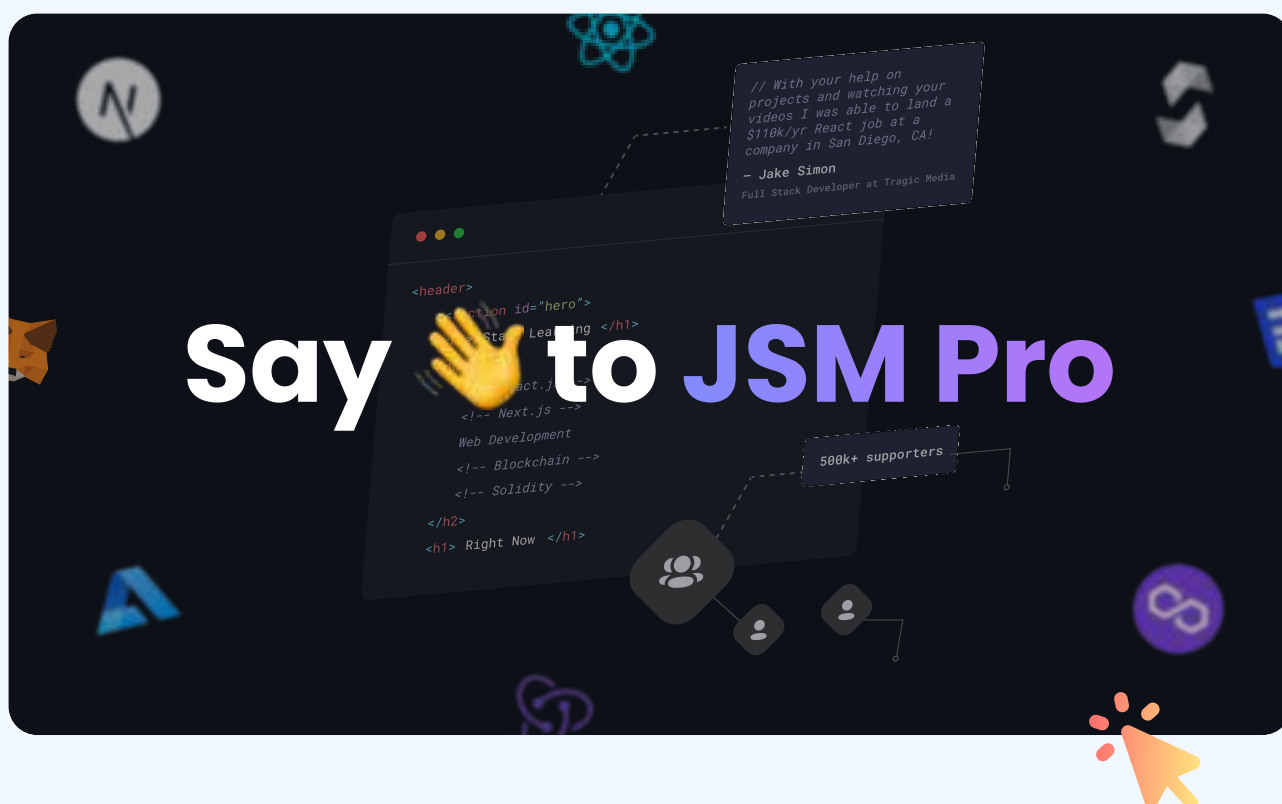 // With your help on
projects and watching your
videos I was able to land a
$110k/yr React job at a
company in San Diego, CA!
— Jake Simon
Full Stack Developer at Tragic Media
<header>
id="hero">
Learning </h1>
Say 👋 to JSM Pro
<!-- Next.js -->
Web Development
<!-- Blockchain -->
<!-- Solidity -->
</h2>
<h1> Right Now </h1>
500k+ supporters